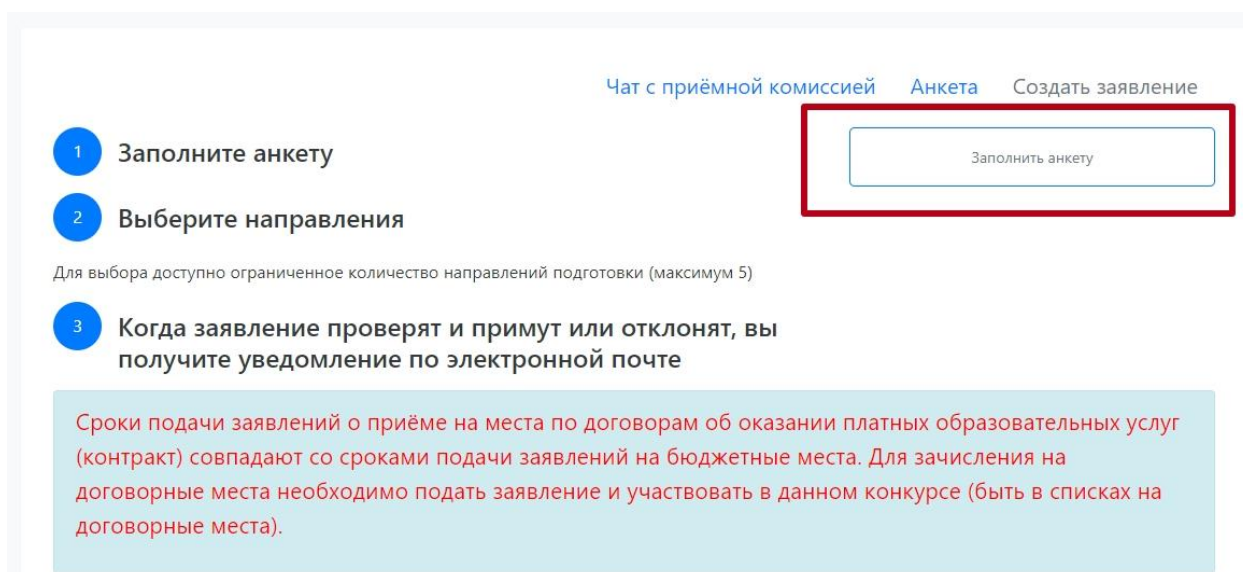 Чат с приёмной комиссией Анкета Создать заявление
1 Заполните анкету
Заполнить анкету
2 Выберите направления
Для выбора доступно ограниченное количество направлений подготовки (максимум 5)
3 Когда заявление проверят и примут или отклонят, вы
получите уведомление по электронной почте
Сроки подачи заявлений о приёме на места по договорам об оказании платных образовательных услуг
(контракт) совпадают со сроками подачи заявлений на бюджетные места. Для зачисления на
договорные места необходимо подать заявление и участвовать в данном конкурсе (быть в списках на
договорные места).